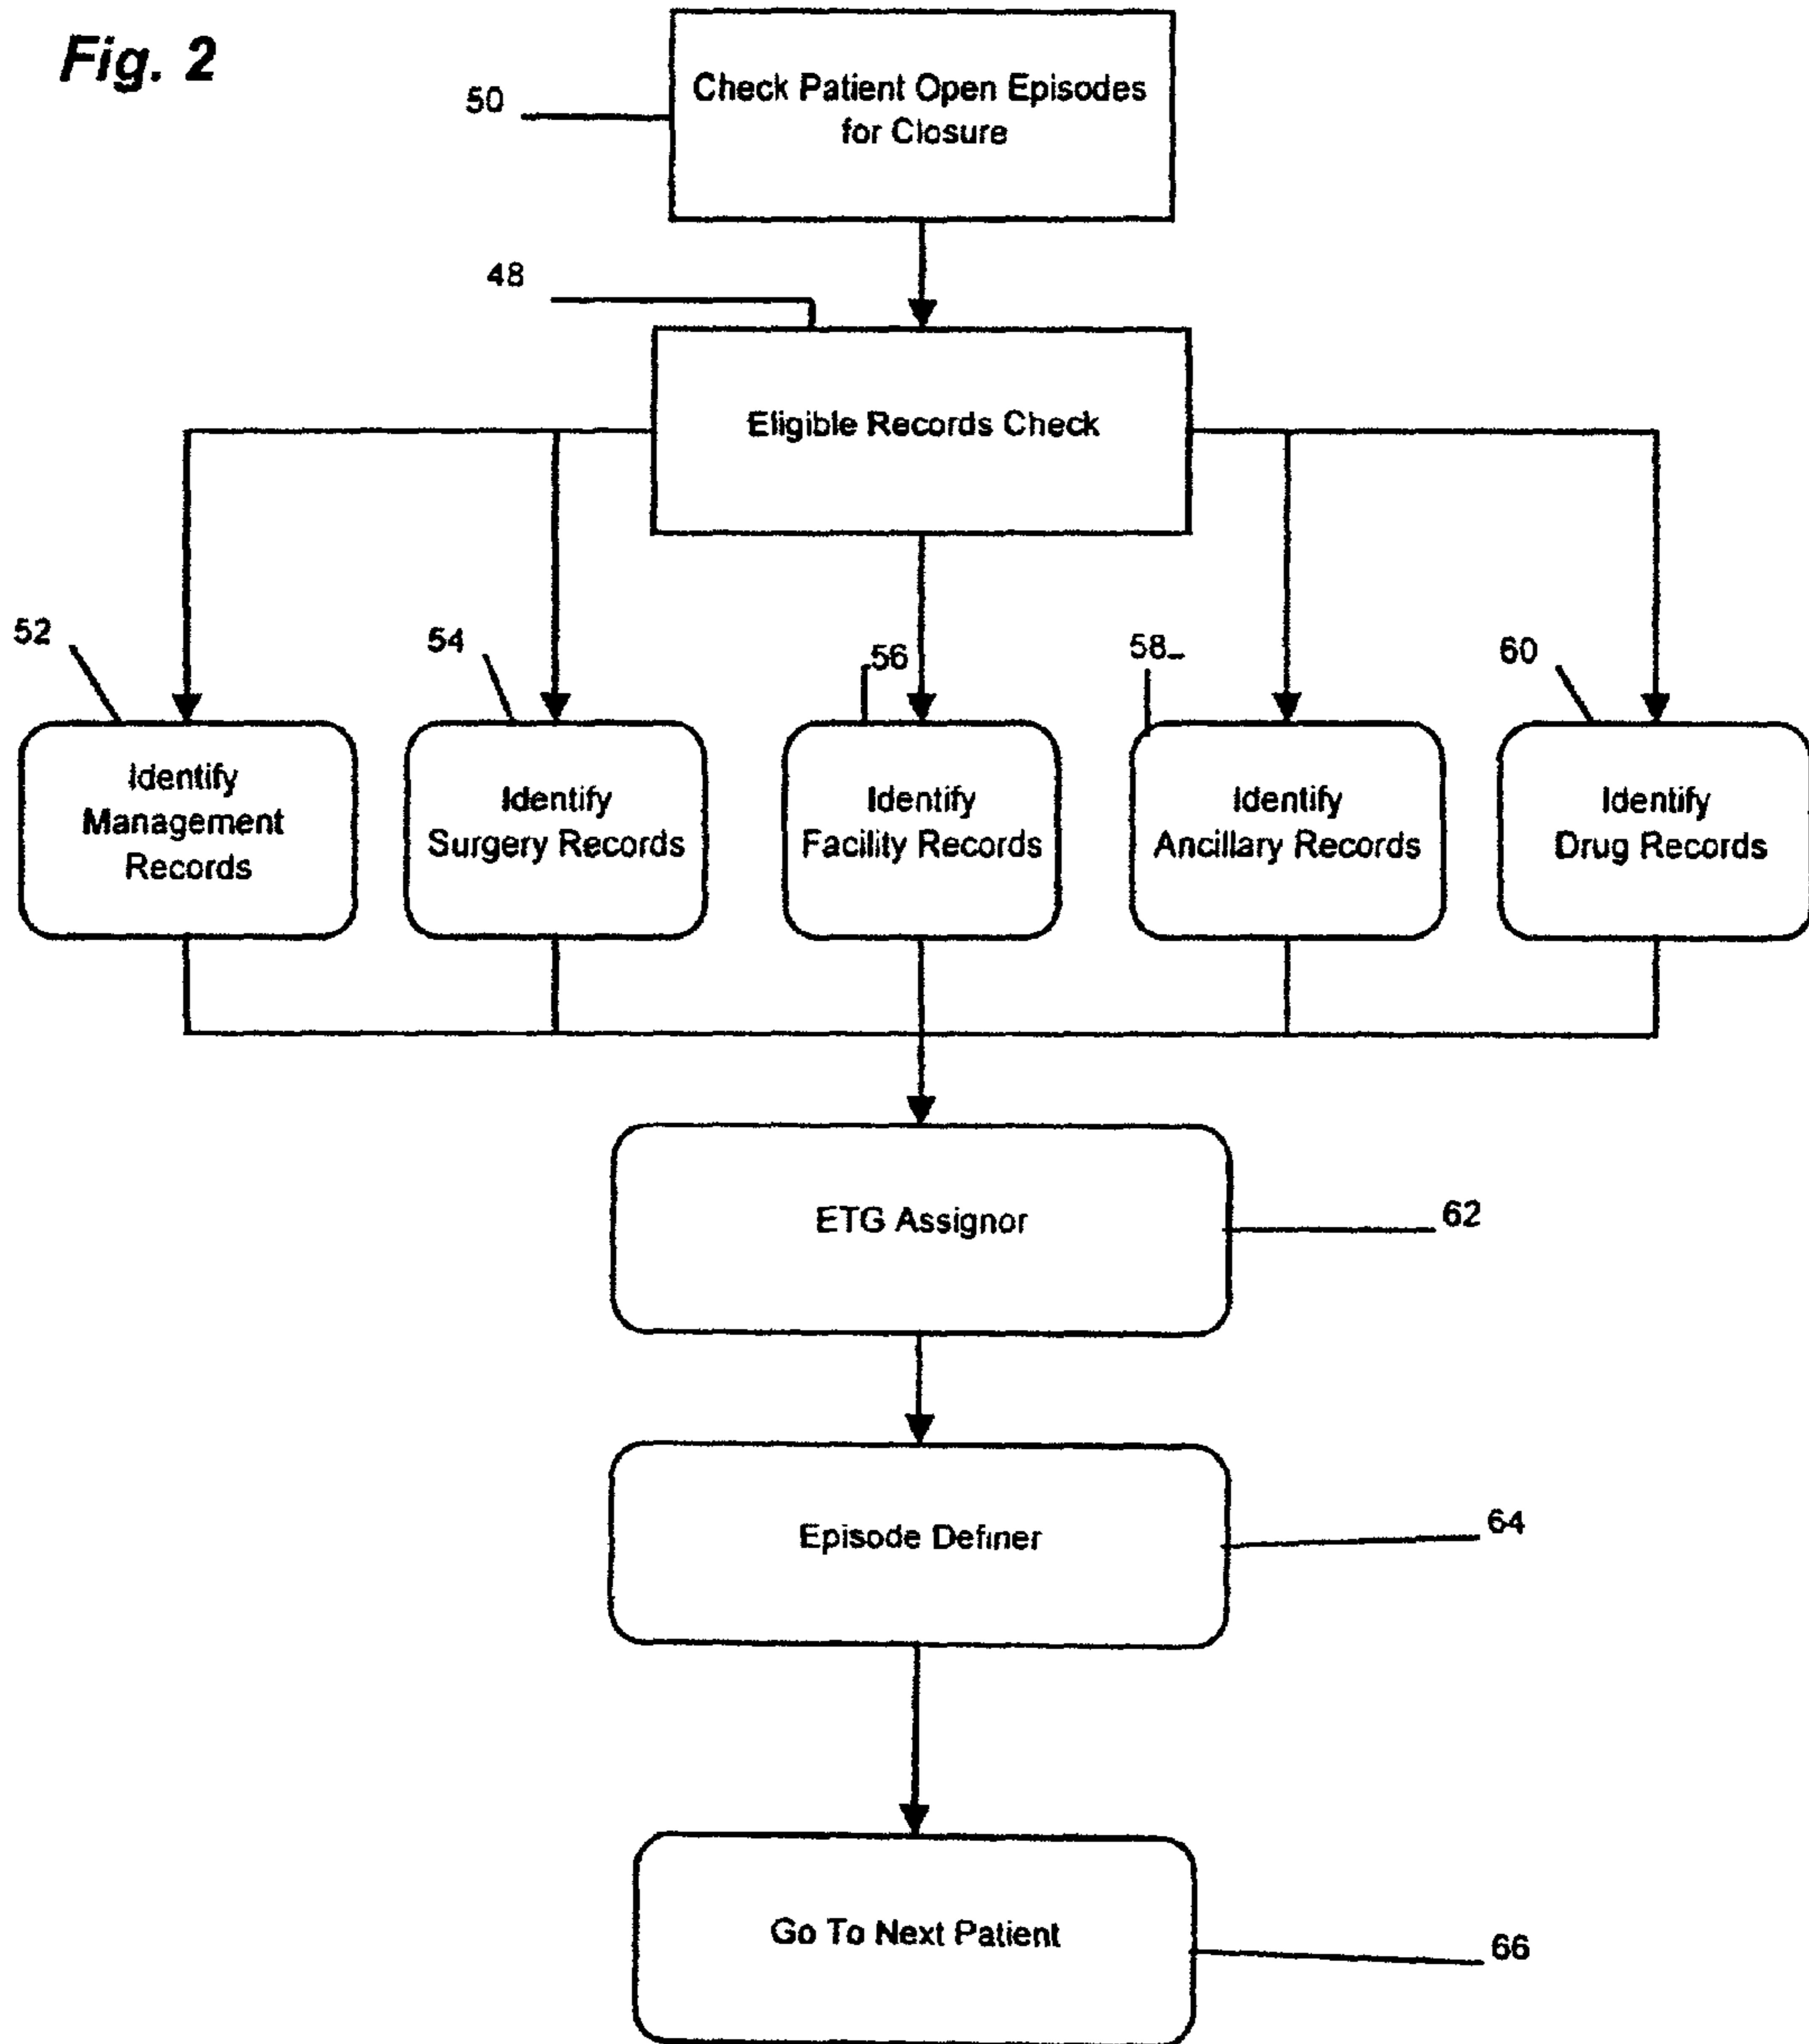 Fig. 2
50
Check Patient Open Episodes
for Closure
48
Eligible Records Check
52
54
56
58
60
Identify
Management
Records
Identify
Surgery Records
Identify
Facility Records
Identify
Ancillary Records
Identify
Drug Records
ETG Assignor
62
Episode Definer
64
Go To Next Patient
66